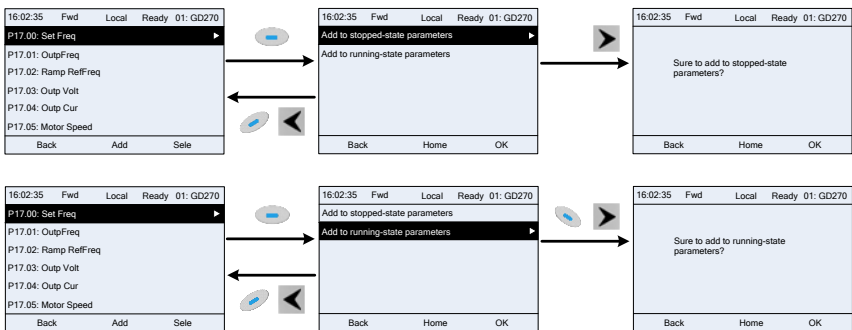 16:02:35 Fwd Local Ready 01: GD270
P17.00: Set Freq
P17.01: OutpFreq
P17.02: Ramp RefFreq
P17.03: Outp Volt
P17.04: Outp Cur
P17.05: Motor Speed
Back Add Sele
16:02:35 Fwd Local Ready 01: GD270
Add to stopped-state parameters
Add to running-state parameters
Back Home OK
16:02:35 Fwd Local Ready 01: GD270
Sure to add to stopped-state
parameters?
Back Home OK
16:02:35 Fwd Local Ready 01: GD270
P17.00: Set Freq
P17.01: OutpFreq
P17.02: Ramp RefFreq
P17.03: Outp Volt
P17.04: Outp Cur
P17.05: Motor Speed
Back Add Sele
16:02:35 Fwd Local Ready 01: GD270
Add to stopped-state parameters
Add to running-state parameters
Back Home OK
16:02:35 Fwd Local Ready 01: GD270
Sure to add to running-state
parameters?
Back Home OK